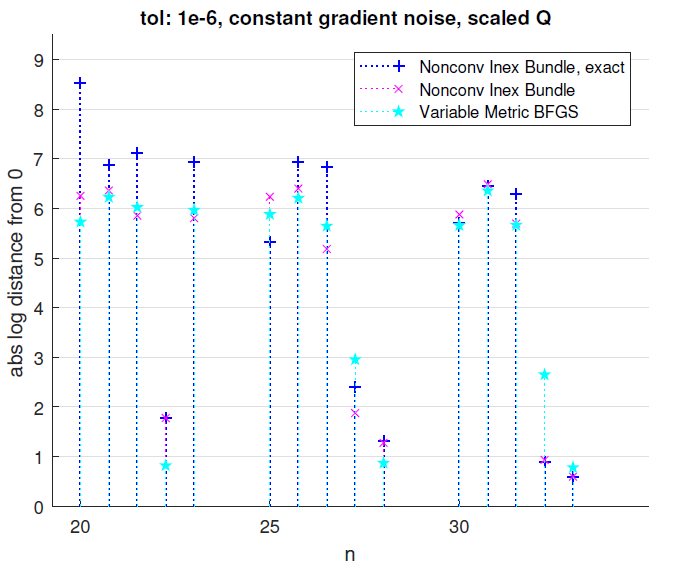 tol: 1e-6, constant gradient noise, scaled Q
Nonconv Inex Bundle, exact
Nonconv Inex Bundle
Variable Metric BFGS
abs log distance from 0
9
8
7
6
5
4
3
2
1
0
20
25
30
n